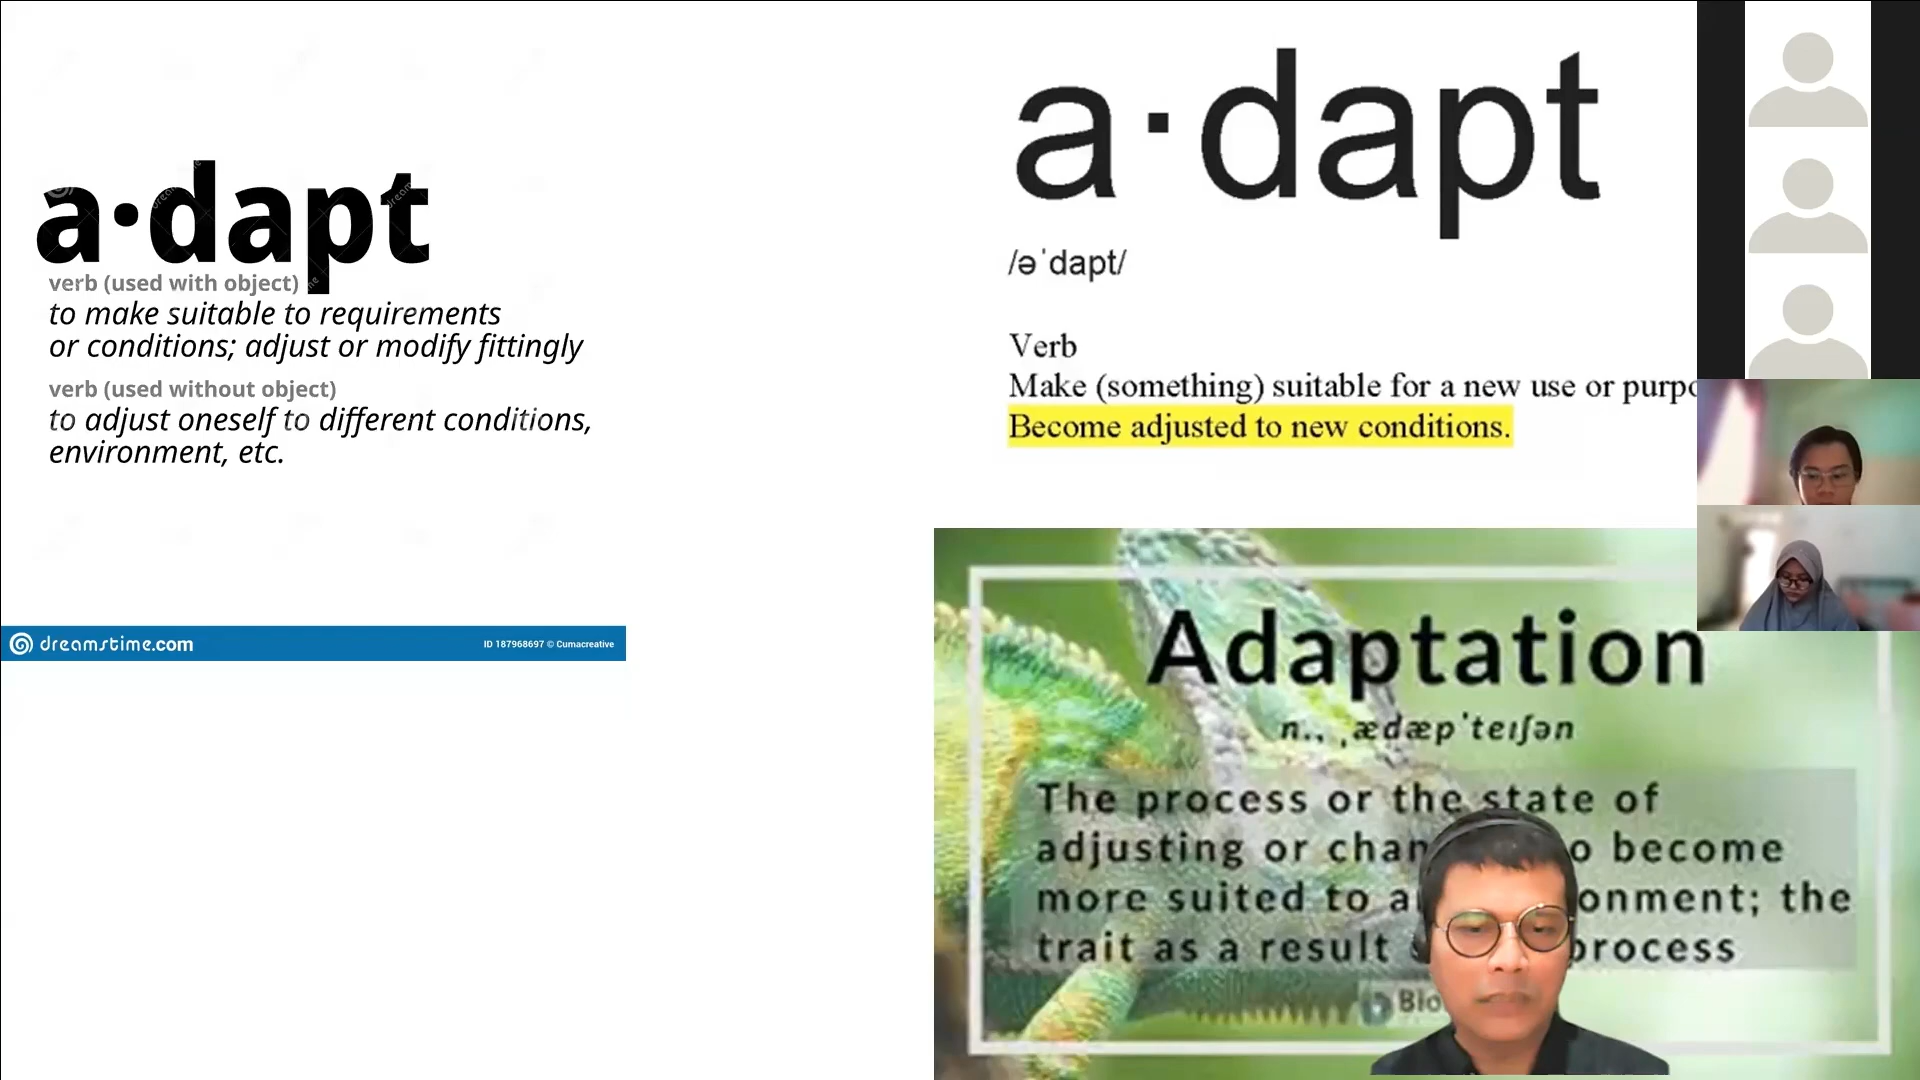 a·dapt
verb (used with object)
to make suitable to requirements
or conditions; adjust or modify fittingly
verb (used without object)
to adjust oneself to different conditions,
environment, etc.
dreamstime.com
ID 187968697 © Cumacreative
a·dapt
/əˈdapt/
Verb
Make (something) suitable for a new use or
Become adjusted to new conditions.
Adaptation
n., ˌædæpˈteɪʃən
The process or the state of
adjusting or become
more suited to the
trait as a result process